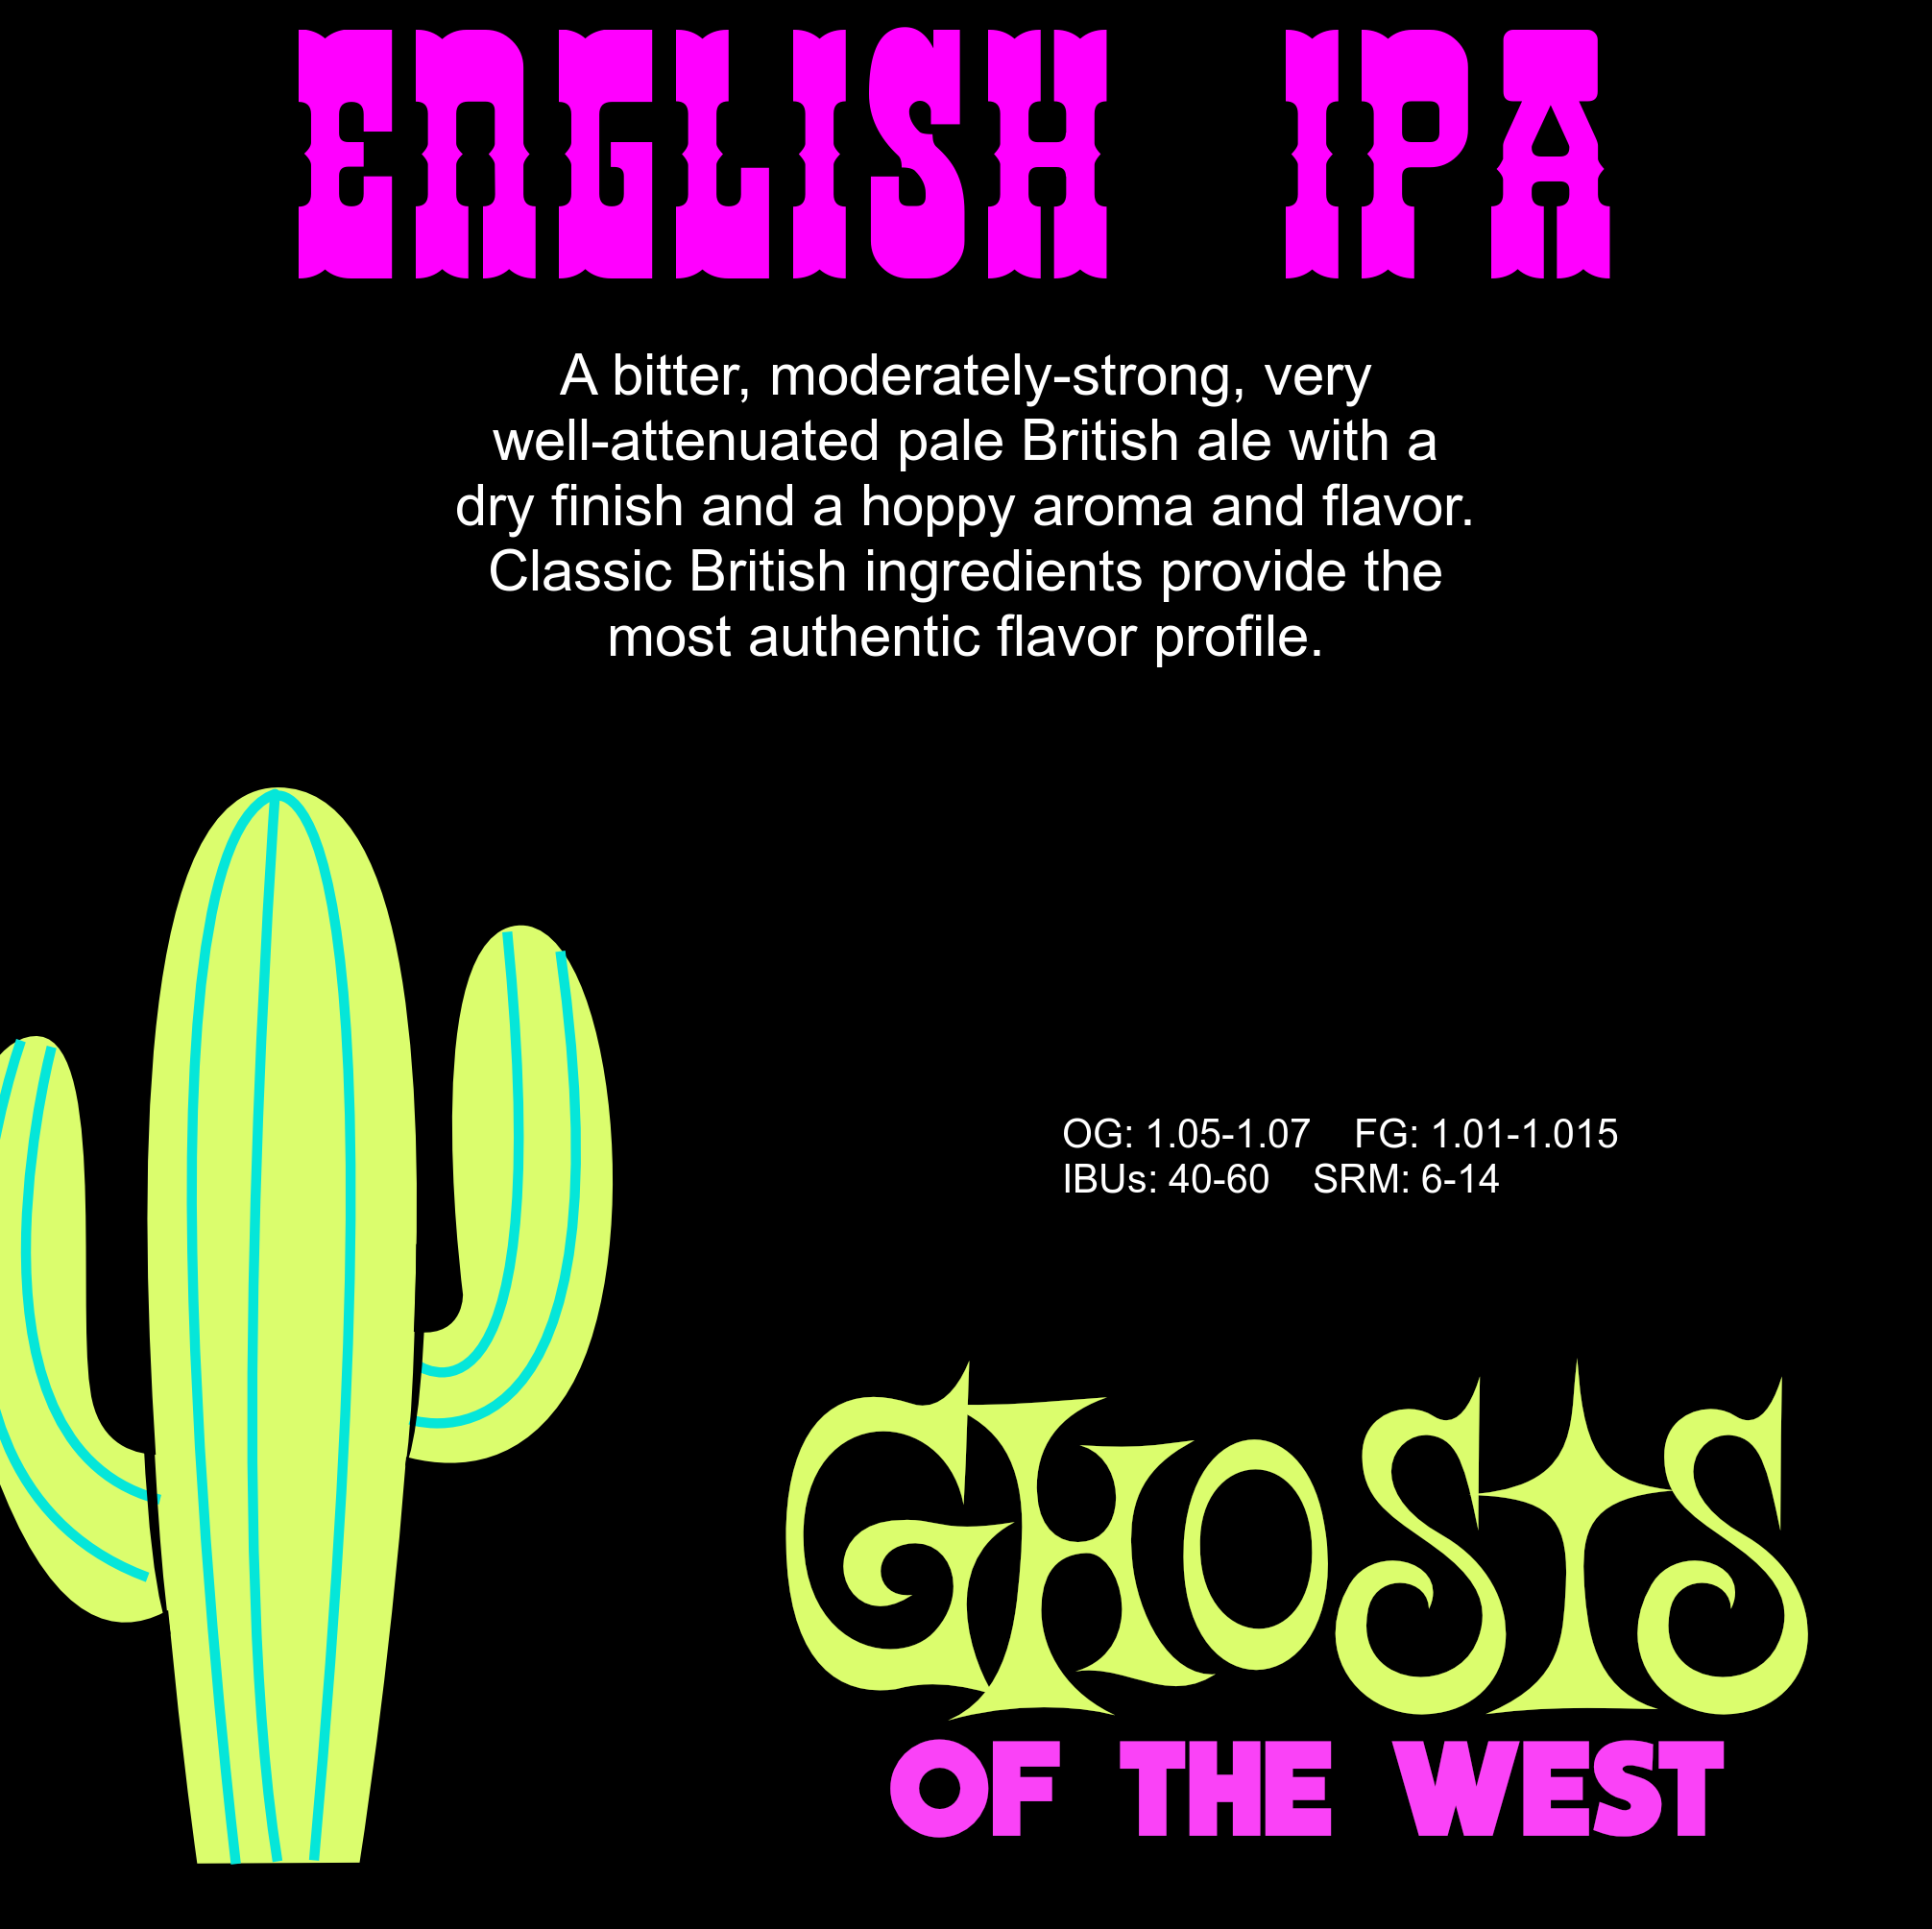 ENGLISH IPA
A bitter, moderately-strong, very
well-attenuated pale British ale with a
dry finish and a hoppy aroma and flavor.
Classic British ingredients provide the
most authentic flavor profile.
OG: 1.05-1.07 FG: 1.01-1.015
IBUs: 40-60 SRM: 6-14
GHOSTS
OF THE WEST